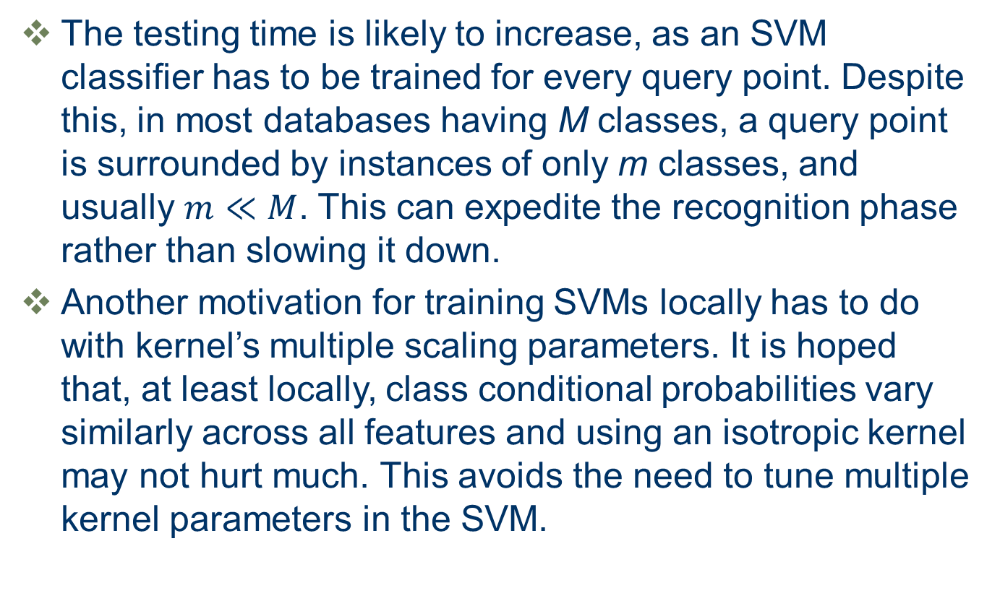 ❖ The testing time is likely to increase, as an SVM
classifier has to be trained for every query point. Despite
this, in most databases having M classes, a query point
is surrounded by instances of only m classes, and
usually 𝑚 ≪ 𝑀. This can expedite the recognition phase
rather than slowing it down.
❖ Another motivation for training SVMs locally has to do
with kernel’s multiple scaling parameters. It is hoped
that, at least locally, class conditional probabilities vary
similarly across all features and using an isotropic kernel
may not hurt much. This avoids the need to tune multiple
kernel parameters in the SVM.